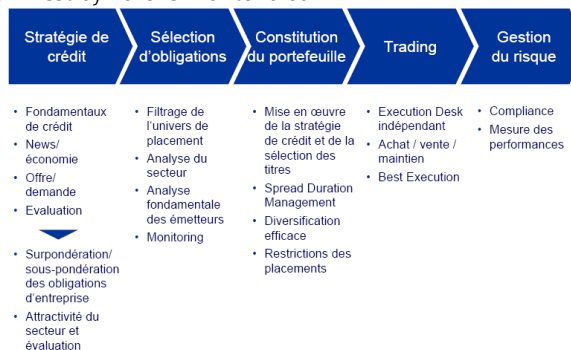 Stratégie de
crédit
Sélection
d'obligations
Constitution
du portefeuille
Trading
Gestion
du risque
• Fondamentaux
de crédit
• News/
économie
• Offre/
demande
• Evaluation
• Surpondération/
sous-pondération
des obligations
d'entreprise
• Attractivité du
secteur et
évaluation
• Filtrage de
l'univers de
placement
• Analyse du
secteur
• Analyse
fondamentale
des émetteurs
• Monitoring
• Mise en œuvre
de la stratégie
de crédit et de la
sélection des
titres
• Spread Duration
Management
• Diversification
efficace
• Restrictions des
placements
• Execution Desk
indépendant
• Achat / vente /
maintien
• Best Execution
• Compliance
• Mesure des
performances